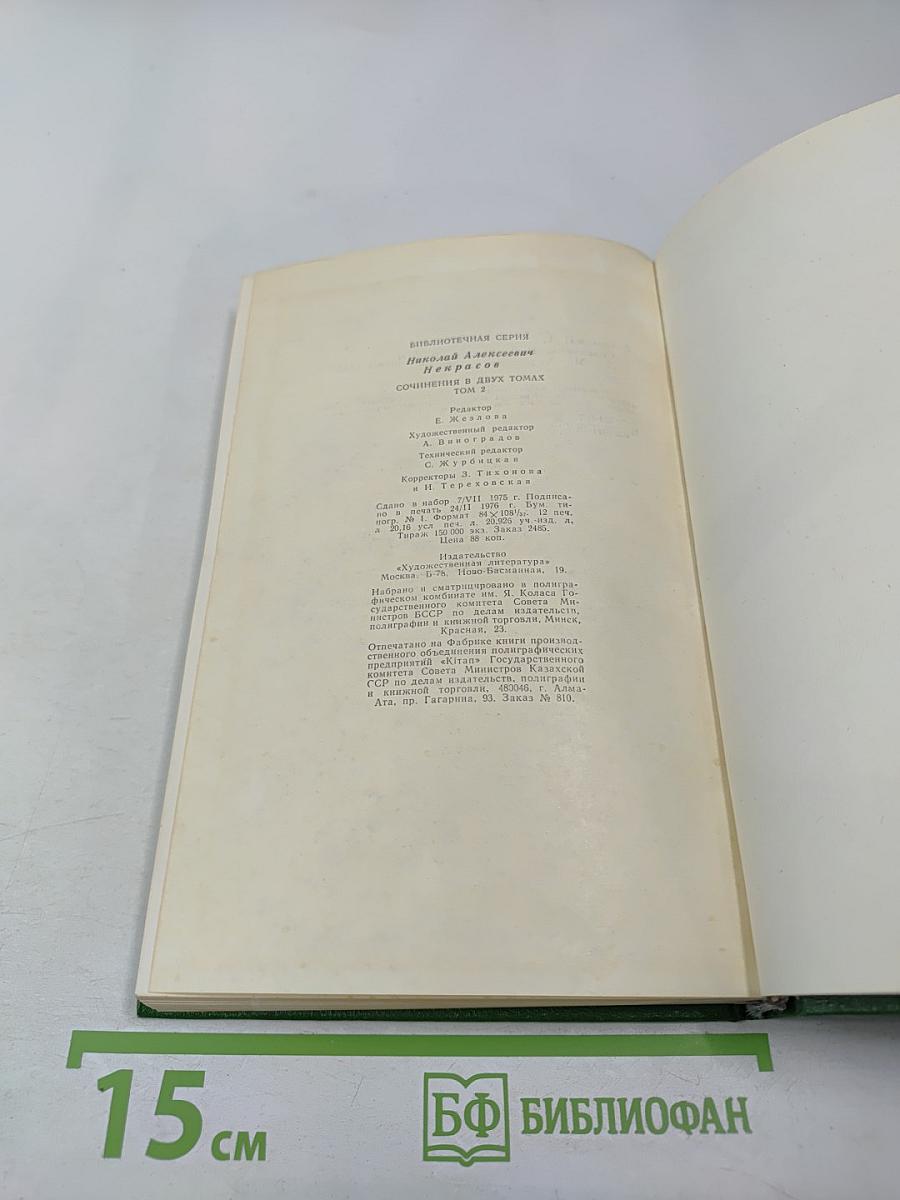 БИБЛИОТЕЧНАЯ СЕРИЯ
Николай Алексеевич
Некрасов
СОЧИНЕНИЯ В ДВУХ ТОМАХ
ТОМ 2
Редактор
Е. Жезлова
Художественный редактор
А. Виноградов
Технический редактор
С. Журбицкая
Корректоры З. Тихонова
и Н. Тереховская
Сдано в набор 7/VII 1975 г. Подписа-
но в печать 24/II 1976 г. Бум. ти-
погр. № 1. Формат 84×108 1/32. 12 печ.
л 20,16 усл печ. л. 20,926 уч.-изд. л.
Тираж 150 000 экз. Заказ 2485.
Цена 88 коп.
Издательство
«Художественная литература»
Москва. Б-78, Ново-Басманная, 19.
Набрано и сматрицировано в полигра-
фическом комбинате им. Я. Коласа Го-
сударственного комитета Совета Ми-
нистров БССР по делам издательств,
полиграфии и книжной торговли, Минск,
Красная, 23.
Отпечатано на Фабрике книги производ-
ственного объединения полиграфических
предприятий «Кітап» Государственного
комитета Совета Министров Казахской
ССР по делам издательств, полиграфии
и книжной торговли, 480046, г. Алма-
Ата, пр. Гагарина, 93. Заказ № 810.
15 см
БФ БИБЛИОФАН